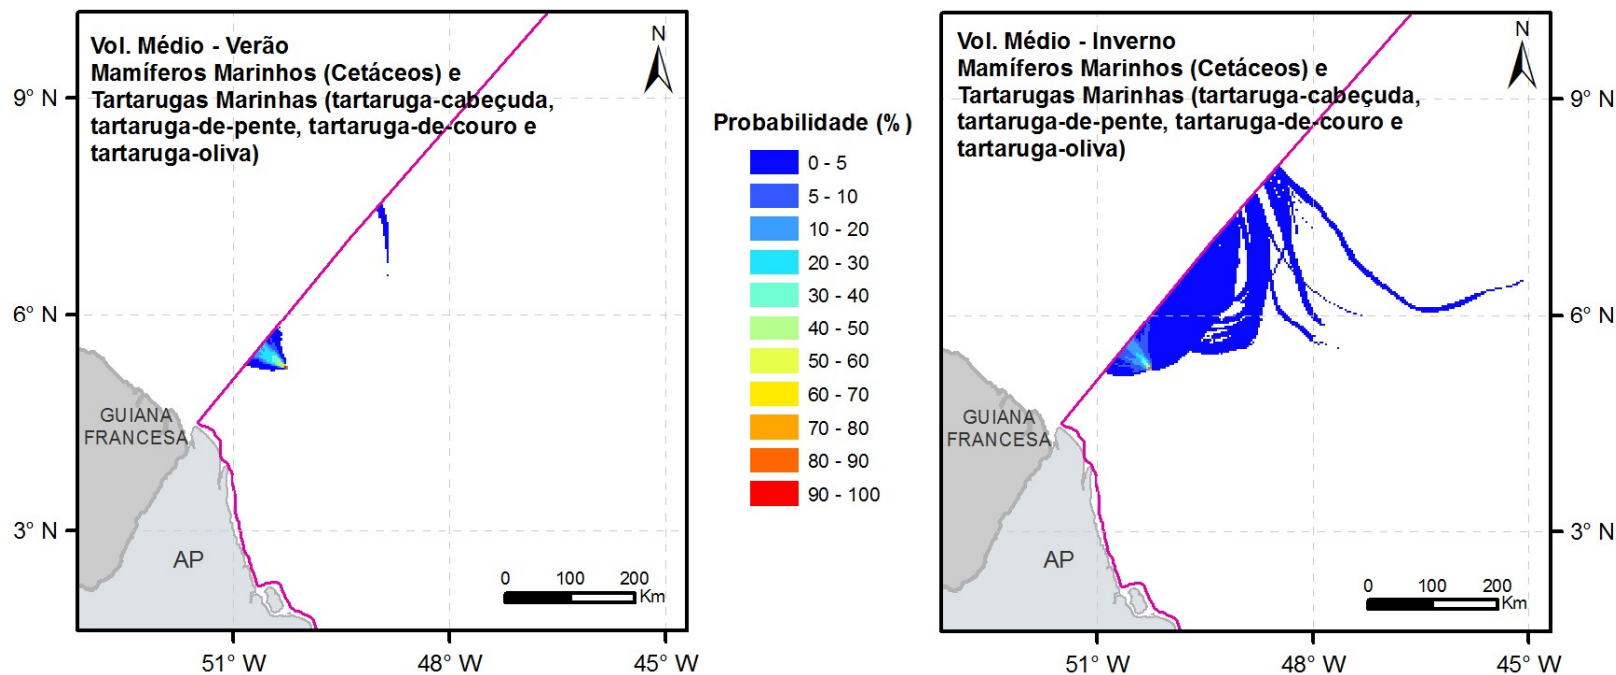 Vol. Médio - Verão
Mamíferos Marinhos (Cetáceos) e
Tartarugas Marinhas (tartaruga-cabeçuda,
tartaruga-de-pente, tartaruga-de-couro e
tartaruga-oliva)
N
9° N
6° N
3° N
GUIANA
FRANCESA
AP
0 100 200
Km
51° W 48° W 45° W
Probabilidade (%)
0 - 5
5 - 10
10 - 20
20 - 30
30 - 40
40 - 50
50 - 60
60 - 70
70 - 80
80 - 90
90 - 100
Vol. Médio - Inverno
Mamíferos Marinhos (Cetáceos) e
Tartarugas Marinhas (tartaruga-cabeçuda,
tartaruga-de-pente, tartaruga-de-couro e
tartaruga-oliva)
N
9° N
6° N
3° N
GUIANA
FRANCESA
AP
0 100 200
Km
51° W 48° W 45° W